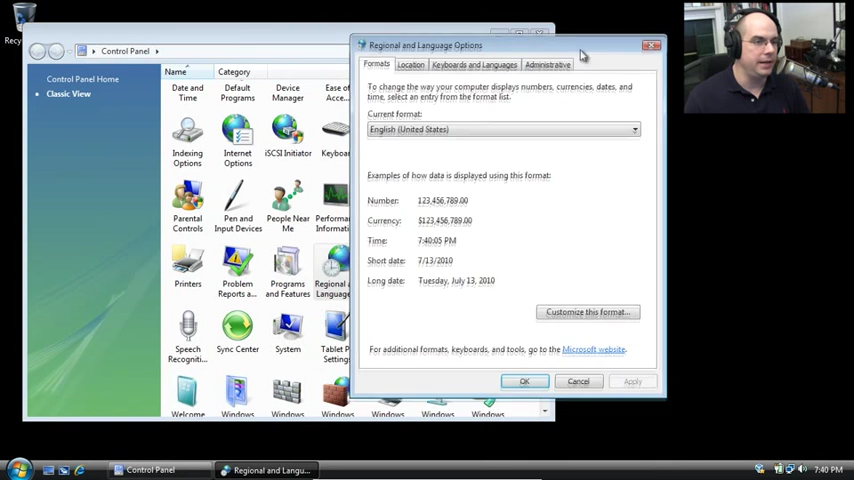 Recy
Control Panel
Control Panel Home
Classic View
Name
Category
Date and
Time
Default
Programs
Device
Manager
Ease of
Acce...
Indexing
Options
Internet
Options
iSCSI Initiator
Keyboar
Parental
Controls
Pen and
Input Devices
People Near
Me
Performa
Informati
Printers
Problem
Reports a...
Programs
and Features
Regional
Language
Speech
Recogniti...
Sync Center
System
Tablet P
Settings
Welcome
Windows
Windows
Windows
Windows
Windows
Windows
Regional and Language Options
Formats
Location
Keyboards and Languages
Administrative
To change the way your computer displays numbers, currencies, dates, and
time, select an entry from the format list.
Current format:
English (United States)
Examples of how data is displayed using this format:
Number: 123,456,789.00
Currency: $123,456,789.00
Time: 7:40:05 PM
Short date: 7/13/2010
Long date: Tuesday, July 13, 2010
Customize this format...
For additional formats, keyboards, and tools, go to the Microsoft website.
OK
Cancel
Apply
Control Panel
Regional and Langu...
7:40 PM